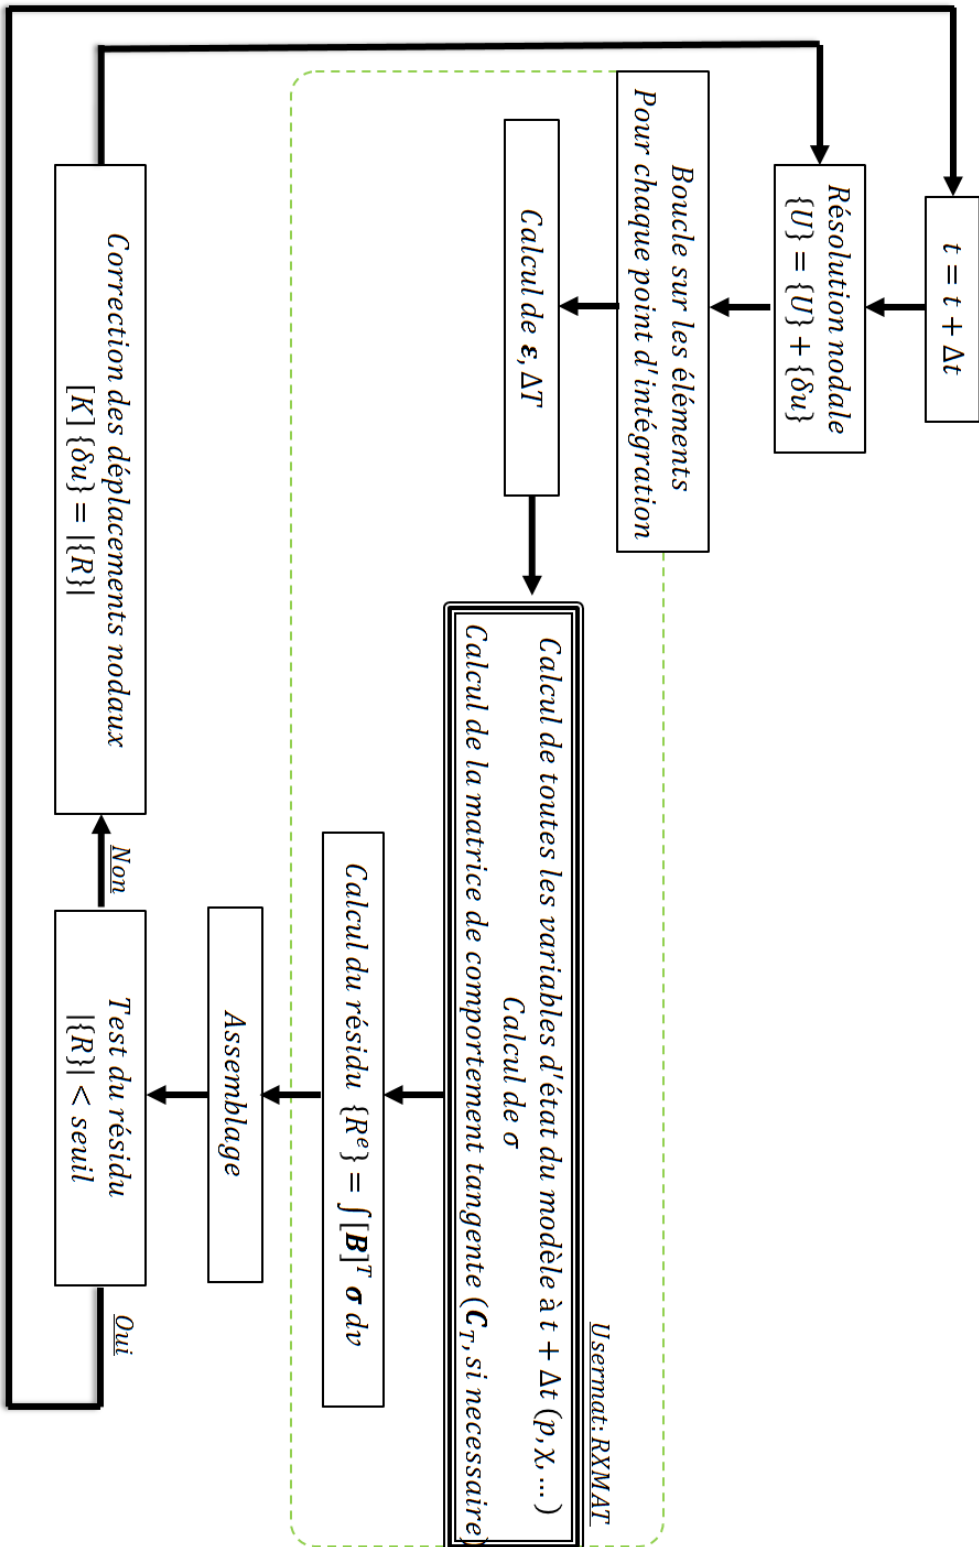 t = t + Δt
Résolution nodale
{U} = {U} + {δu}
Boucle sur les éléments
Pour chaque point d'intégration
Calcul de ε, ΔT
Usermat: RXMAT
Calcul de toutes les variables d'état du modèle à t + Δt (p, χ, … )
Calcul de σ
Calcul de la matrice de comportement tangente (C_T, si necessaire)
Calcul du résidu {R^e} = ∫[B]^T σ dv
Assemblage
Test du résidu
|{R}| < seuil
Oui
Non
Correction des déplacements nodaux
[K] {δu} = |{R}|